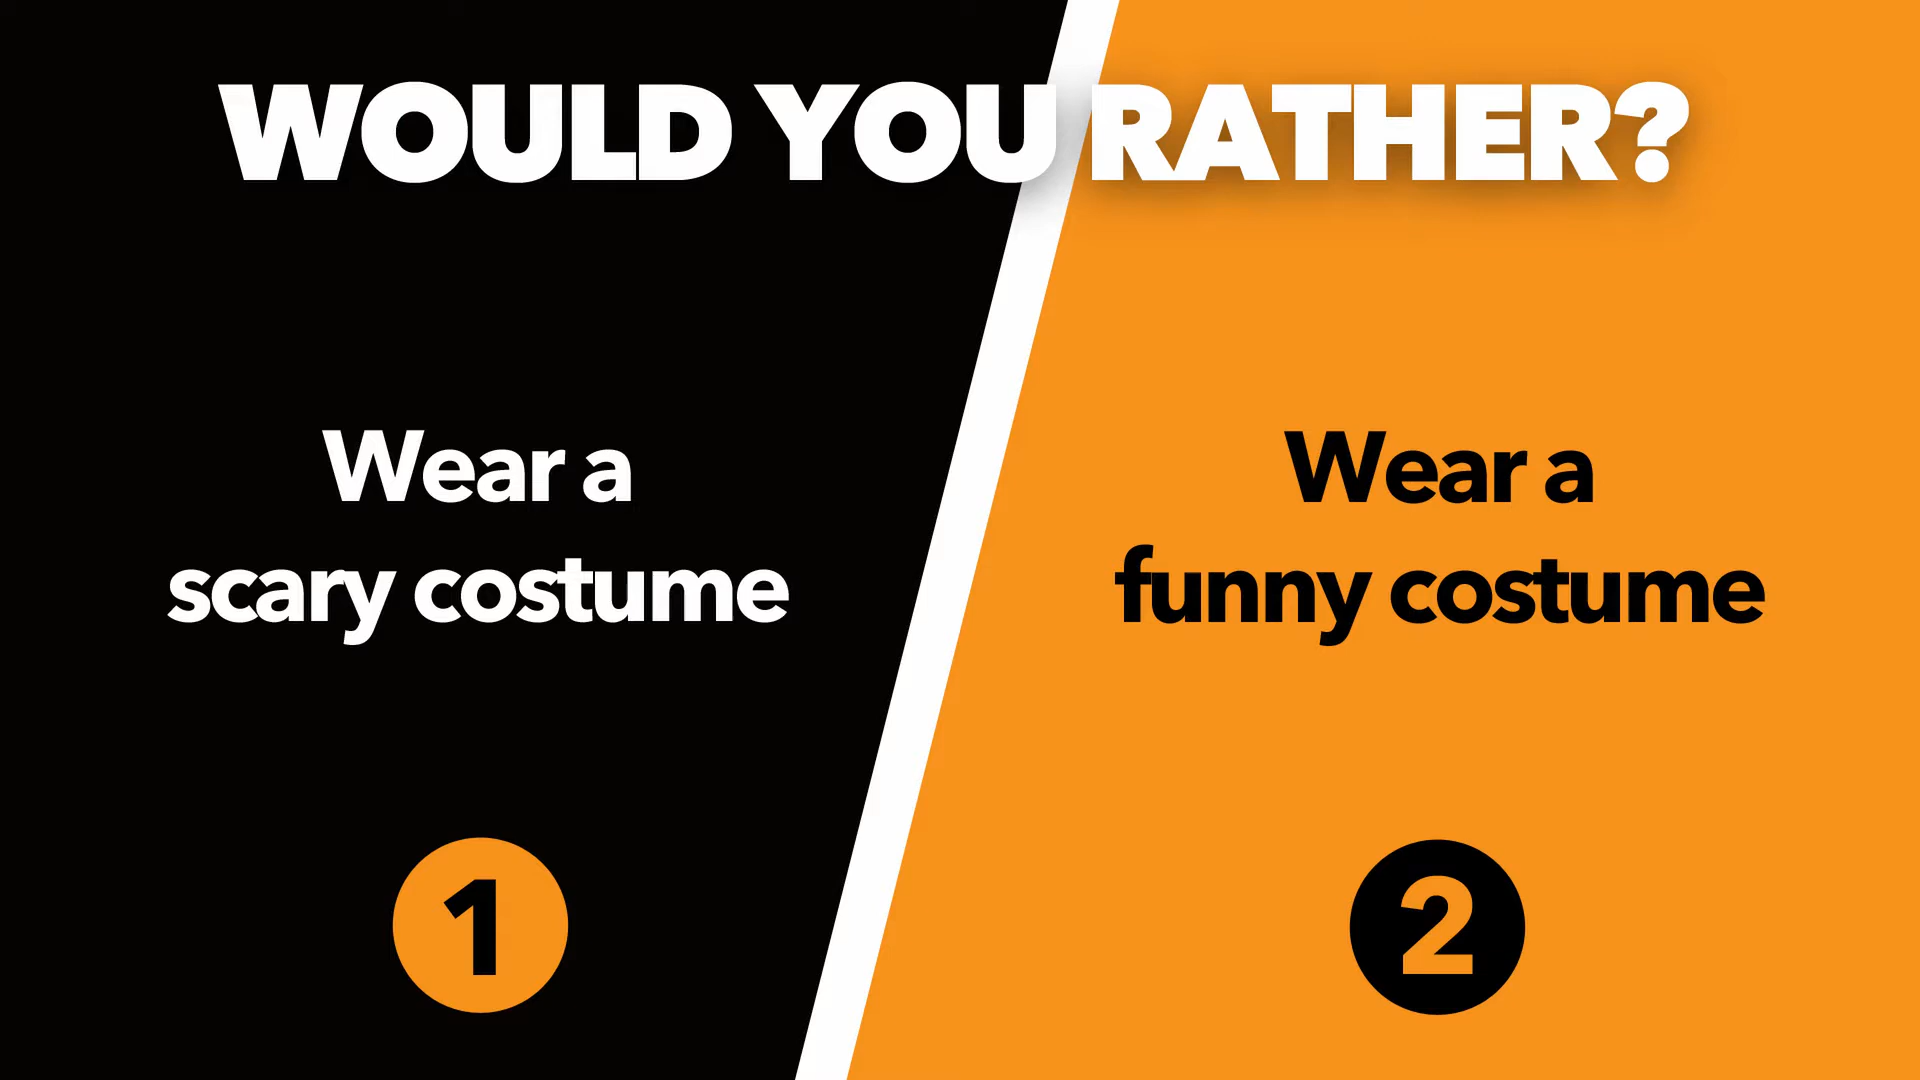 WOULD YOU RATHER?
Wear a
scary costume
1
Wear a
funny costume
2